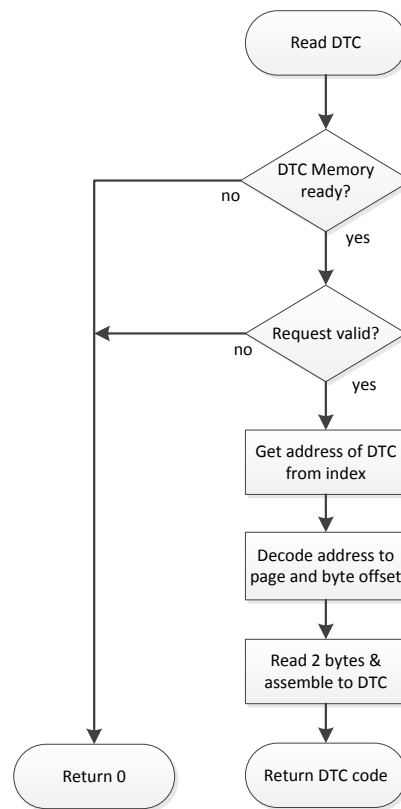 Read DTC
DTC Memory
ready?
no
yes
Request valid?
no
yes
Get address of DTC
from index
Decode address to
page and byte offset
Read 2 bytes &
assemble to DTC
Return 0
Return DTC code